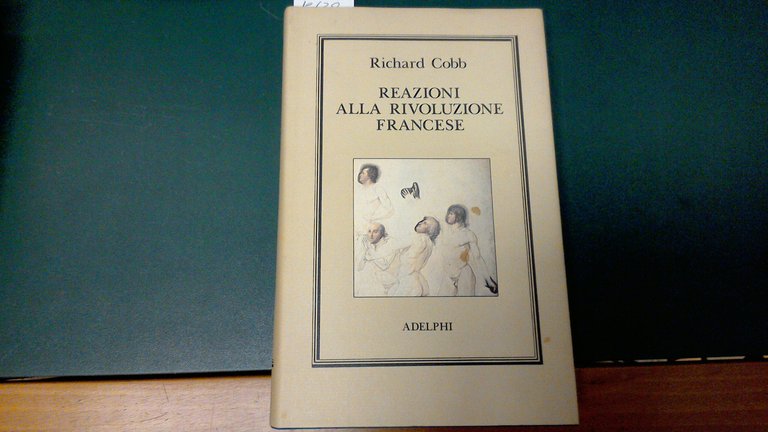 Richard Cobb
REAZIONI
ALLA RIVOLUZIONE
FRANCESE
ADELPHI